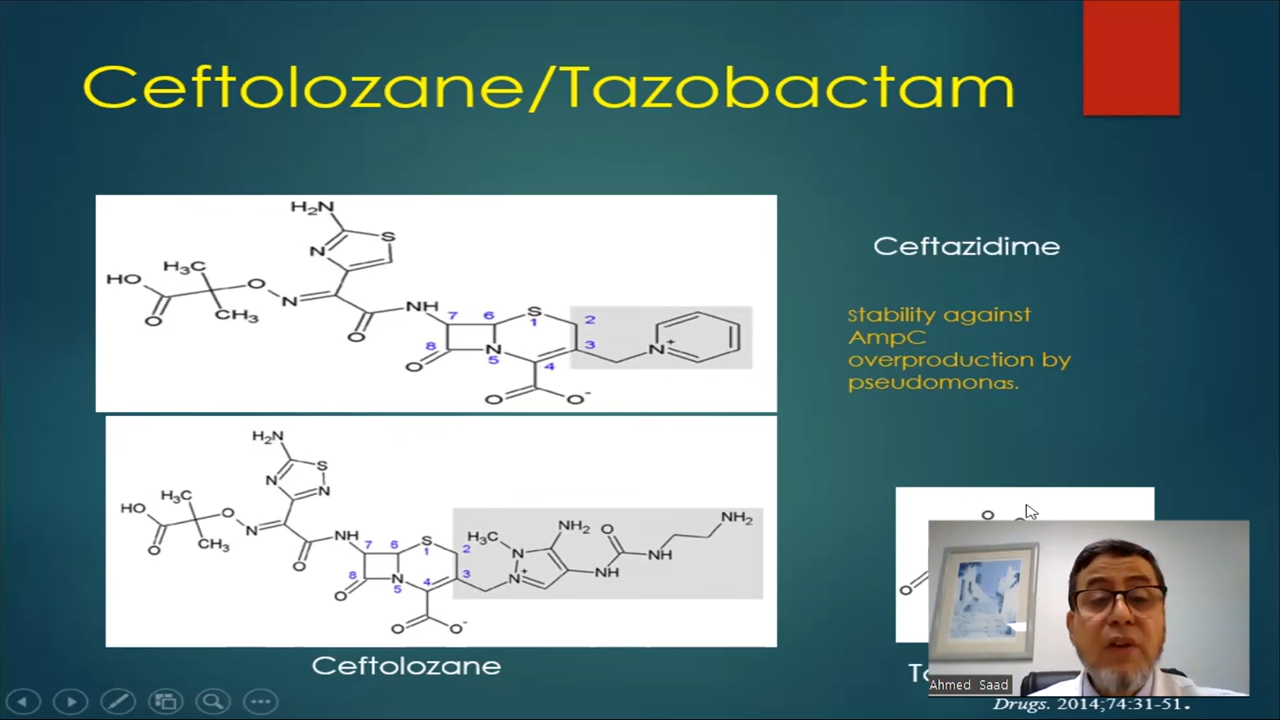 Ceftolozane/Tazobactam
H₂N
S
N
H₃C
HO
O
N
O
CH₃
O
NH
7
6
S
1
2
8
O
N
5
3
4
N⁺
O
O⁻
Ceftazidime
stability against
AmpC
overproduction by
pseudomonas.
H₂N
S
N
N
H₃C
HO
O
N
O
CH₃
O
NH
7
6
S
1
2
8
O
N
5
4
3
O
O⁻
H₃C
N
N⁺
NH₂
NH
O
NH
NH₂
Ceftolozane
O
O
Ahmed Saad
Drugs. 2014;74:31-51.